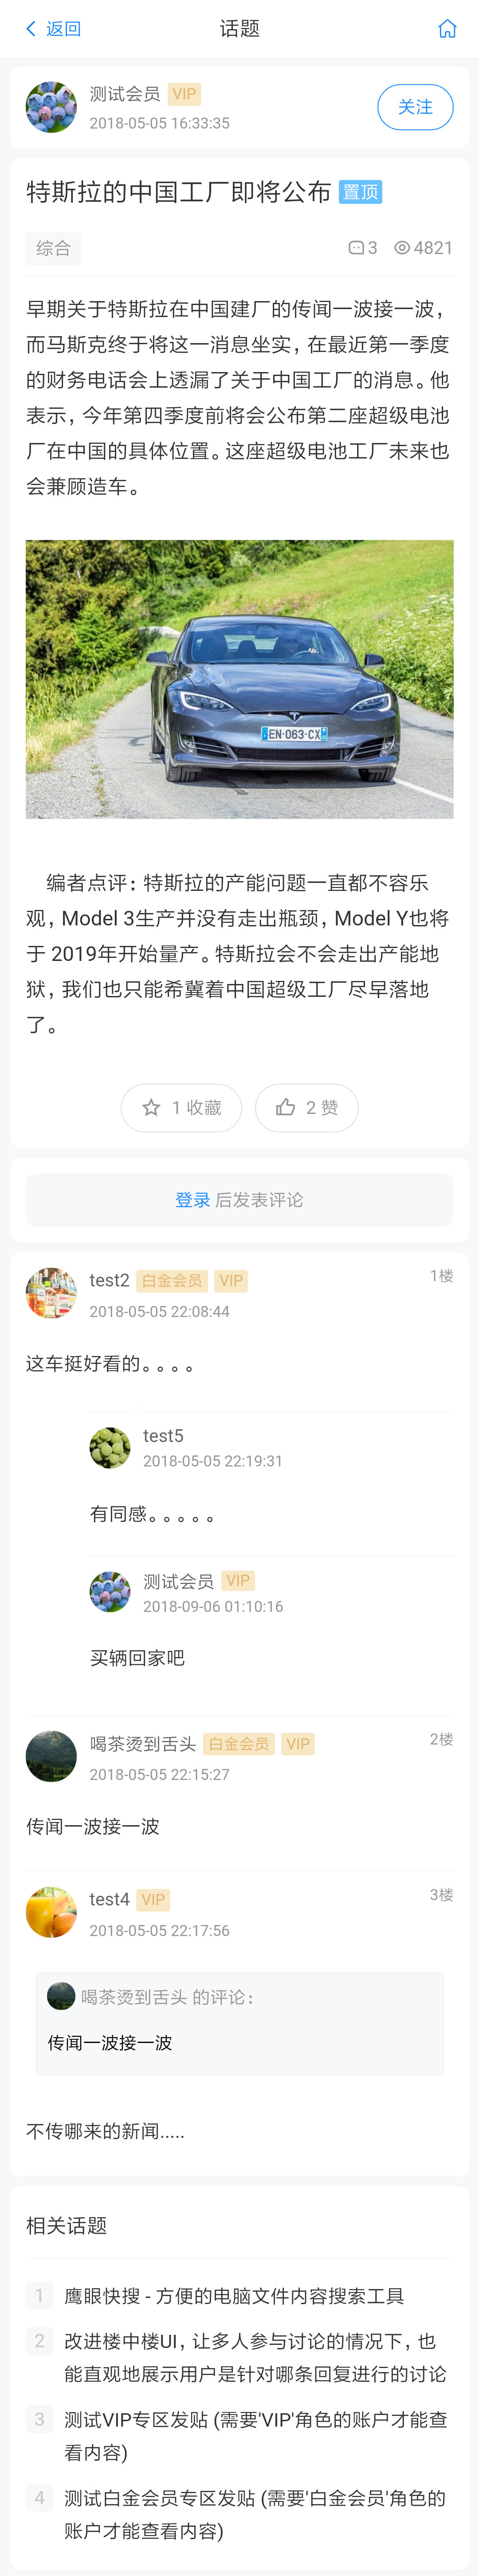 返回
话题
测试会员 VIP
2018-05-05 16:33:35
关注
特斯拉的中国工厂即将公布 置顶
综合
3 4821
早期关于特斯拉在中国建厂的传闻一波接一波，
而马斯克终于将这一消息坐实，在最近第一季度
的财务电话会上透漏了关于中国工厂的消息。他
表示，今年第四季度前将会公布第二座超级电池
厂在中国的具体位置。这座超级电池工厂未来也
会兼顾造车。
EN·063·CX
编者点评：特斯拉的产能问题一直都不容乐
观，Model 3生产并没有走出瓶颈，Model Y也将
于 2019年开始量产。特斯拉会不会走出产能地
狱，我们也只能希冀着中国超级工厂尽早落地
了。
1 收藏
2 赞
登录 后发表评论
test2 白金会员 VIP
1楼
2018-05-05 22:08:44
这车挺好看的。。。。
test5
2018-05-05 22:19:31
有同感。。。。。
测试会员 VIP
2018-09-06 01:10:16
买辆回家吧
喝茶烫到舌头 白金会员 VIP
2楼
2018-05-05 22:15:27
传闻一波接一波
test4 VIP
3楼
2018-05-05 22:17:56
喝茶烫到舌头 的评论：
传闻一波接一波
不传哪来的新闻.....
相关话题
1 鹰眼快搜 - 方便的电脑文件内容搜索工具
2 改进楼中楼UI，让多人参与讨论的情况下，也
能直观地展示用户是针对哪条回复进行的讨论
3 测试VIP专区发贴 (需要'VIP'角色的账户才能查
看内容)
4 测试白金会员专区发贴 (需要'白金会员'角色的
账户才能查看内容)